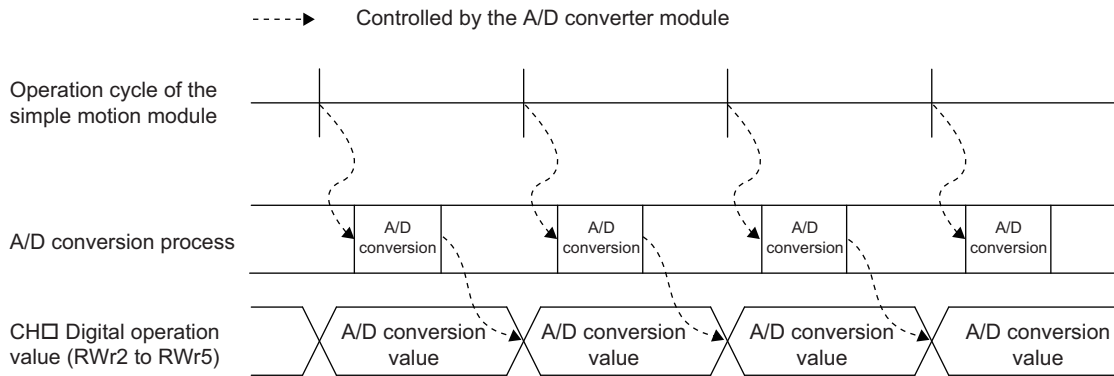 Controlled by the A/D converter module
Operation cycle of the
simple motion module
A/D conversion process
A/D
conversion
A/D
conversion
A/D
conversion
A/D
conversion
CH□ Digital operation
value (RWr2 to RWr5)
A/D conversion
value
A/D conversion
value
A/D conversion
value
A/D conversion
value